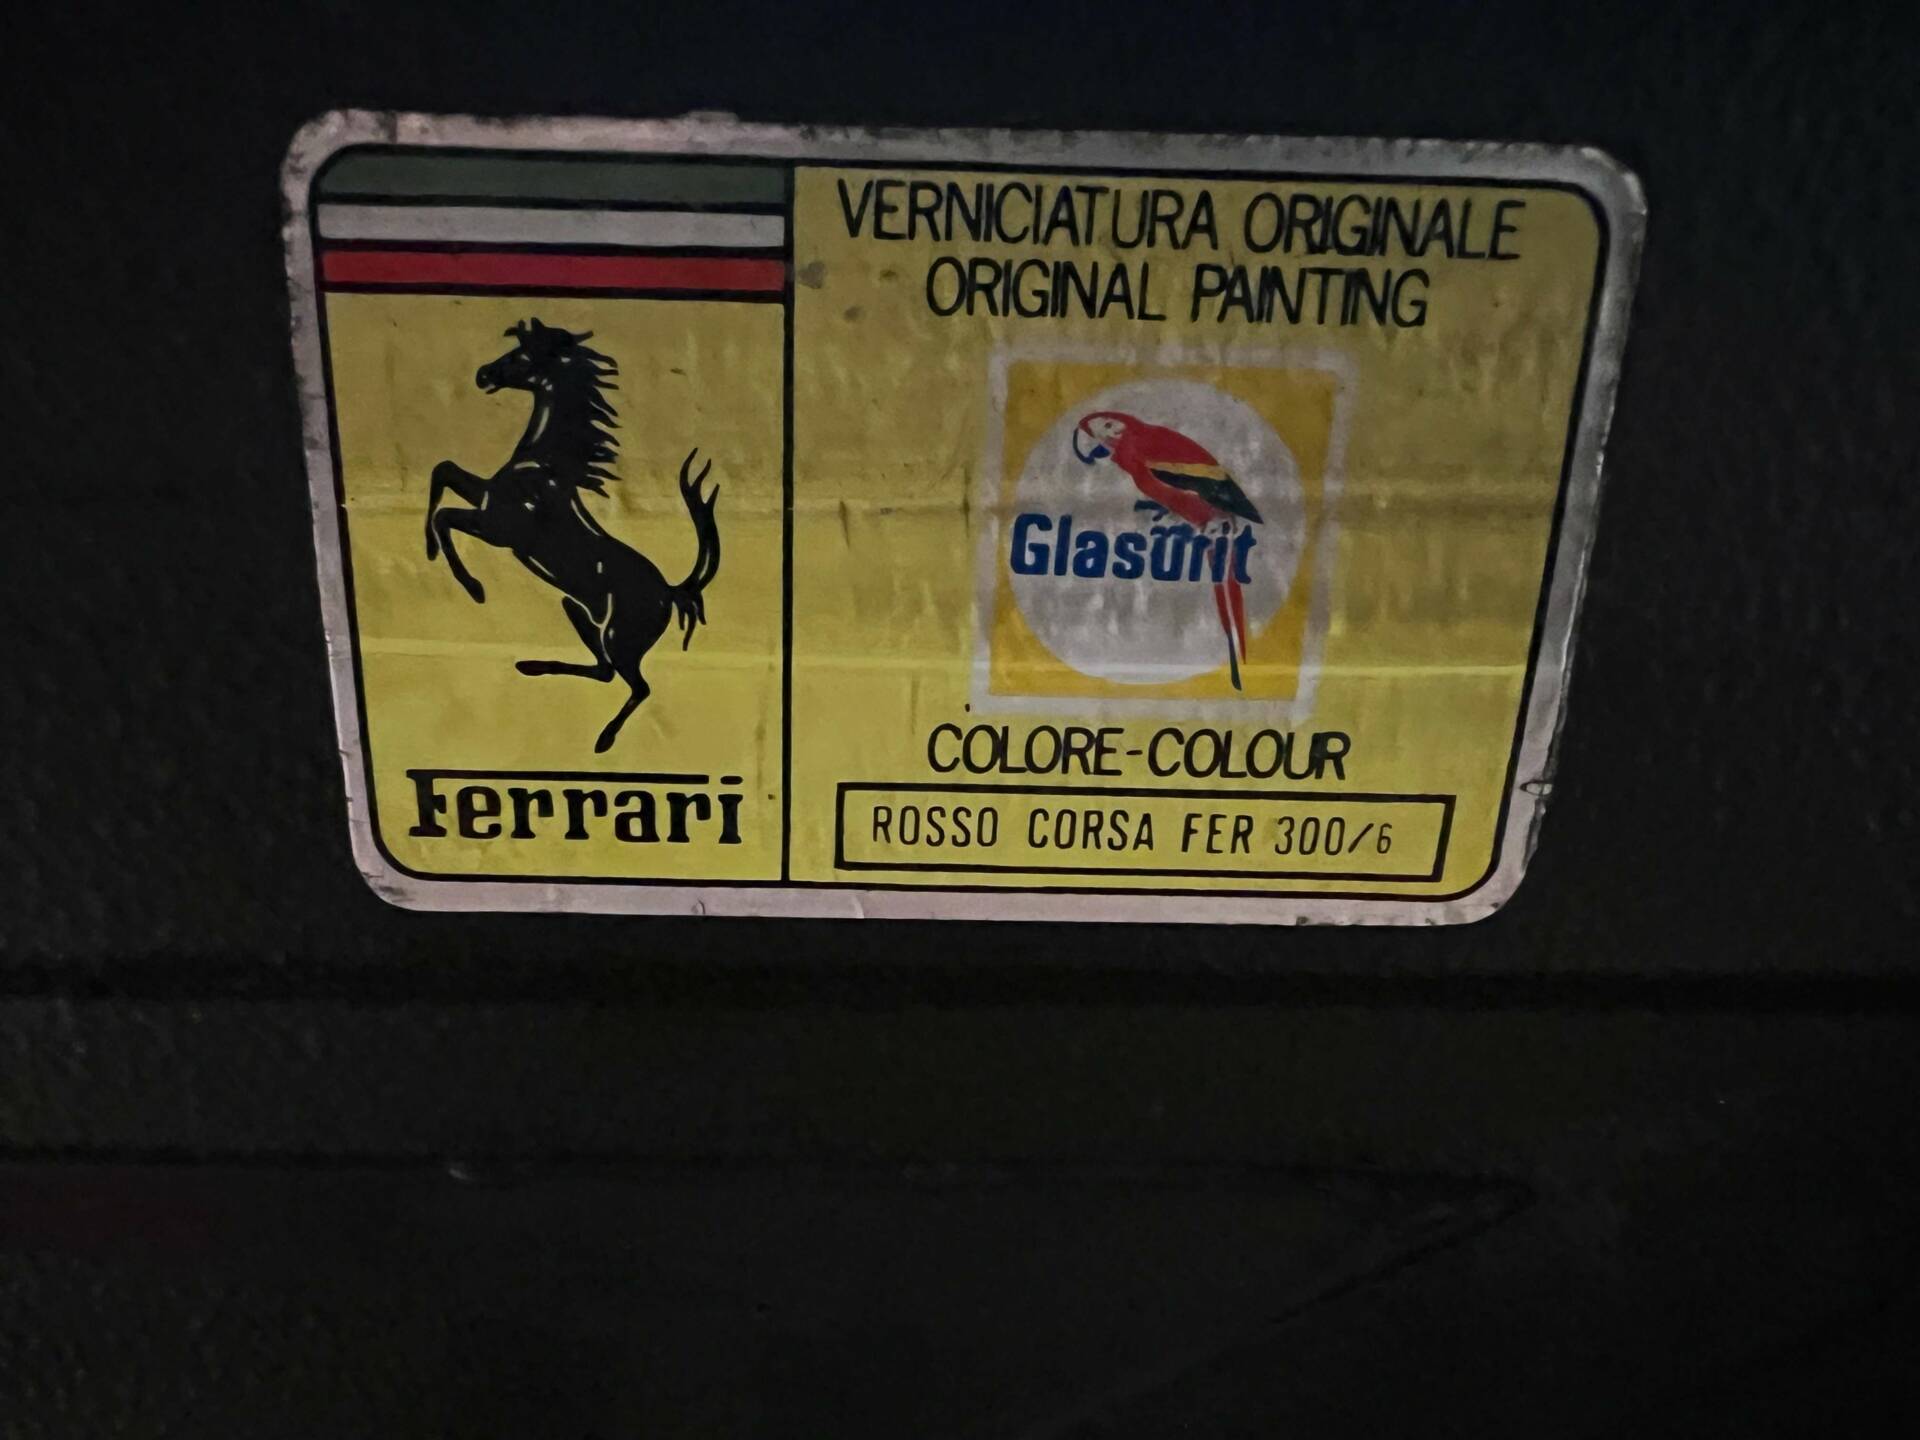 VERNICIATURA ORIGINALE
ORIGINAL PAINTING
Glasurit
COLORE-COLOUR
ROSSO CORSA FER 300/6
Ferrari